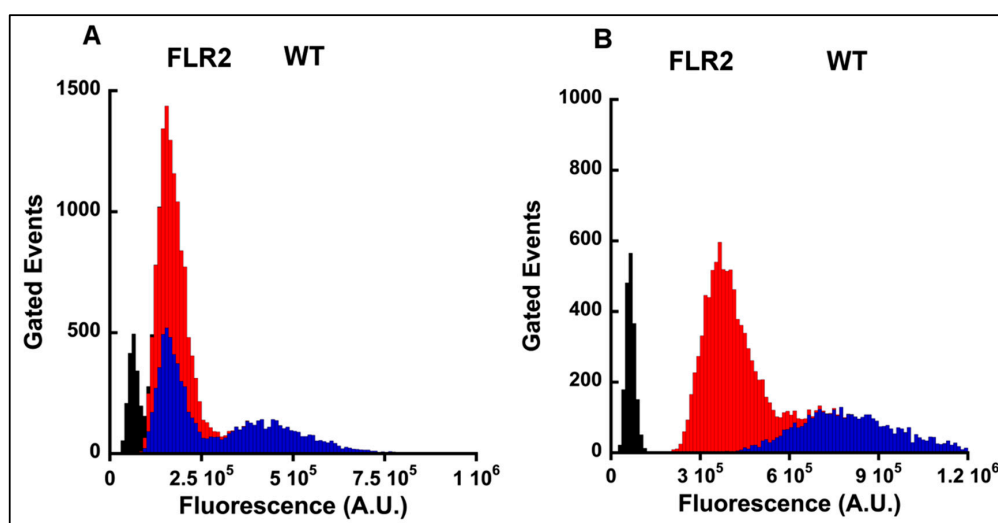 A
FLR2 WT
1500
1000
500
0
0 2.5 10⁵ 5 10⁵ 7.5 10⁵ 1 10⁶
Fluorescence (A.U.)
Gated Events
B
FLR2 WT
1000
800
600
400
200
0
0 3 10⁵ 6 10⁵ 9 10⁵ 1.2 10⁶
Fluorescence (A.U.)
Gated Events